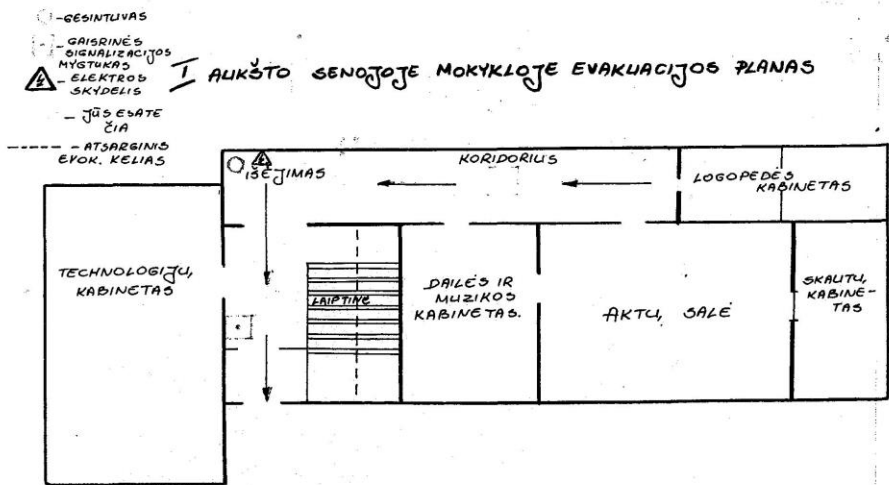 - GESINTUVAS
- GAISRINĖS
SIGNALIZACIJOS
MYGTUKAS
- ELEKTROS
SKYDELIS
- JŪS ESATE
ČIA
- ATSARGINIS
EVOK. KELIAS
I AUKŠTO SENOJOJE MOKYKLOJE EVAKUACIJOS PLANAS
IŠĖJIMAS
KORIDORIUS
LOGOPEDĖS
KABINETAS
TECHNOLOGIJŲ
KABINETAS
LAIPTINĖ
DAILĖS IR
MUZIKOS
KABINETAS.
AKTŲ SALĖ
SKAUTŲ
KABINE-
TAS